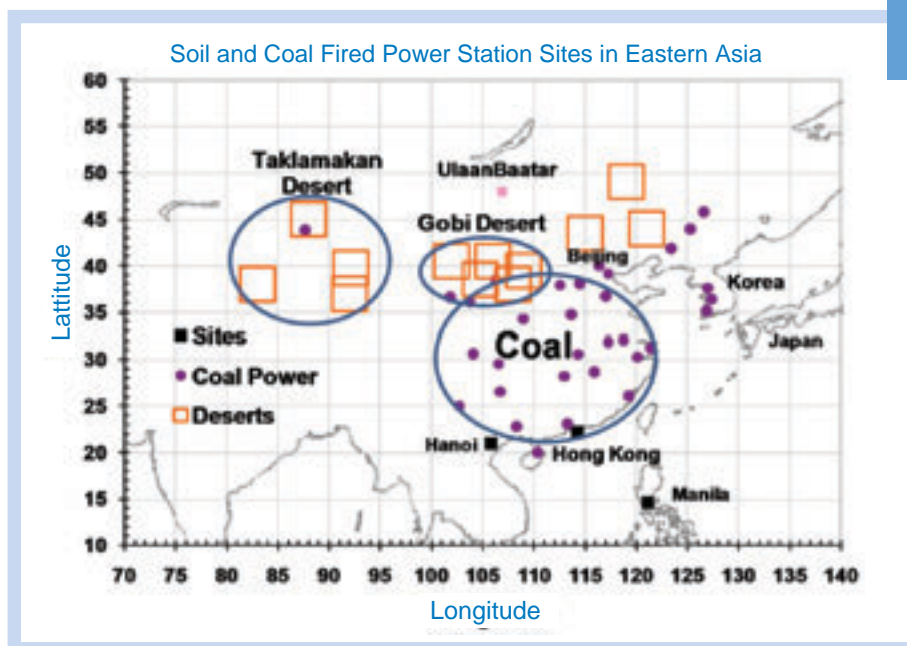 Soil and Coal Fired Power Station Sites in Eastern Asia
60
55
50
45
40
35
30
25
20
15
10
Lattitude
Taklamakan
Desert
UlaanBaatar
Gobi Desert
Beijing
Korea
Japan
Coal
Sites
Coal Power
Deserts
Hanoi
Hong Kong
Manila
70 75 80 85 90 95 100 105 110 115 120 125 130 135 140
Longitude